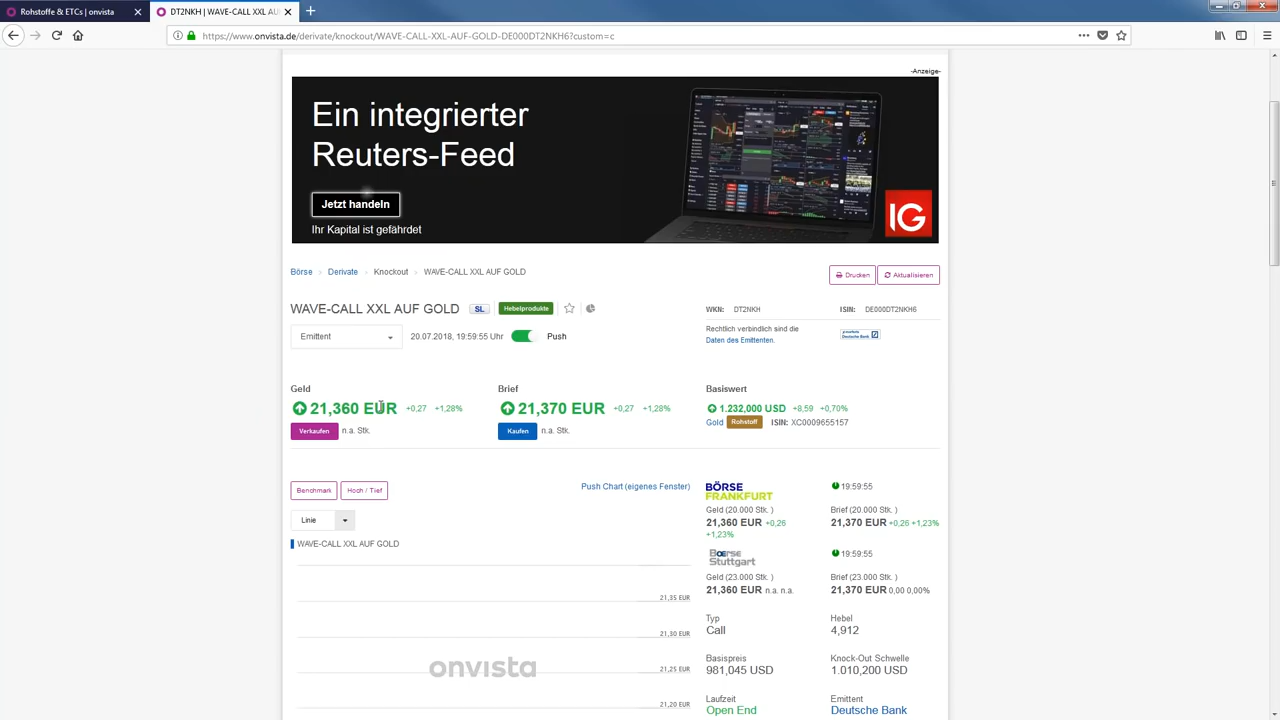 Rohstoffe & ETCs | onvista
DT2NKH | WAVE-CALL XXL AUF
https://www.onvista.de/derivate/knockout/WAVE-CALL-XXL-AUF-GOLD-DE000DT2NKH6?custom=c
-Anzeige-
Ein integrierter
Reuters-Feed
Jetzt handeln
Ihr Kapital ist gefährdet
IG
Börse > Derivate > Knockout > WAVE-CALL XXL AUF GOLD
Drucken Aktualisieren
WAVE-CALL XXL AUF GOLD SL Hebelprodukte
WKN: DT2NKH ISIN: DE000DT2NKH6
Emittent 20.07.2018, 19:59:55 Uhr Push
Rechtlich verbindlich sind die
Daten des Emittenten.
Deutsche Bank
Geld Brief Basiswert
21,360 EUR +0,27 +1,28% 21,370 EUR +0,27 +1,28% 1.232,000 USD +8,59 +0,70%
Verkaufen n.a. Stk. Kaufen n.a. Stk. Gold Rohstoff ISIN: XC0009655157
Benchmark Hoch / Tief Push Chart (eigenes Fenster)
Linie
WAVE-CALL XXL AUF GOLD
21,35 EUR
21,30 EUR
21,25 EUR
21,20 EUR
onvista
BÖRSE
FRANKFURT
19:59:55
Geld (20.000 Stk. ) Brief (20.000 Stk. )
21,360 EUR +0,26 21,370 EUR +0,26 +1,23%
+1,23%
Boerse
Stuttgart
19:59:55
Geld (23.000 Stk. ) Brief (23.000 Stk. )
21,360 EUR n.a. n.a. 21,370 EUR 0,00 0,00%
Typ Hebel
Call 4,912
Basispreis Knock-Out Schwelle
981,045 USD 1.010,200 USD
Laufzeit Emittent
Open End Deutsche Bank